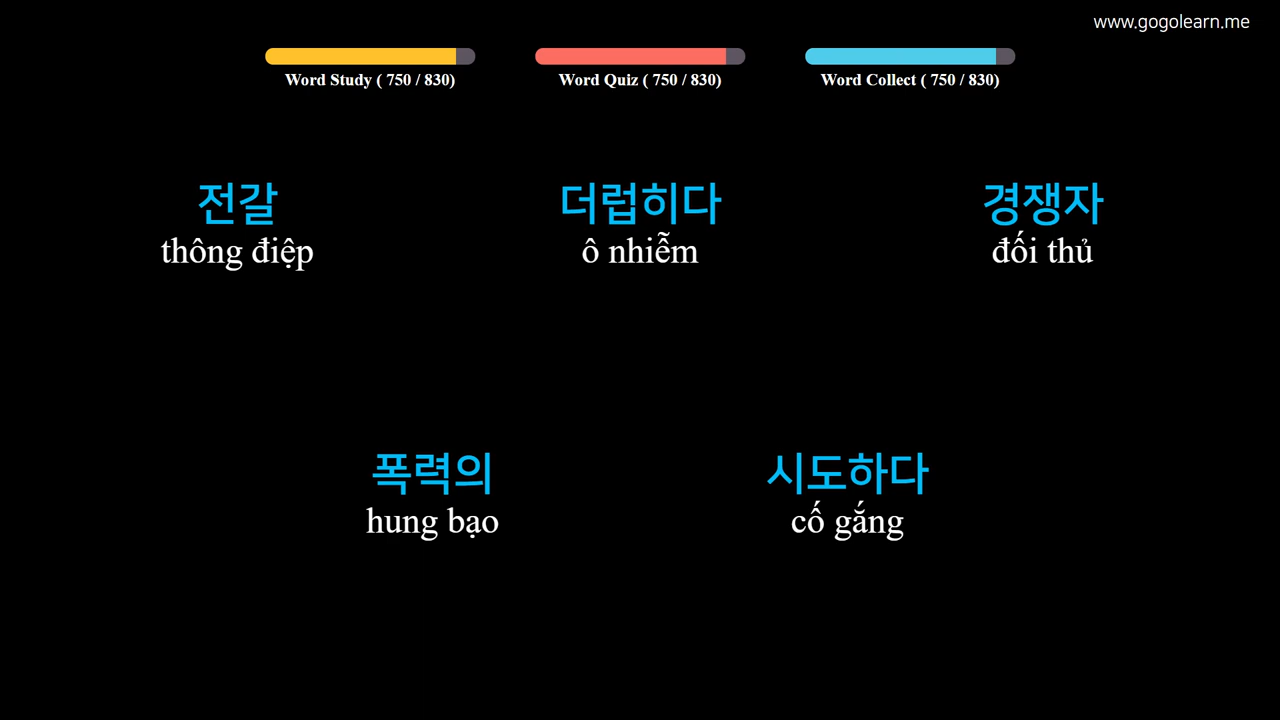 www.gogolearn.me
Word Study ( 750 / 830)
Word Quiz ( 750 / 830)
Word Collect ( 750 / 830)
전갈
thông điệp
더럽히다
ô nhiễm
경쟁자
đối thủ
폭력의
hung bạo
시도하다
cố gắng